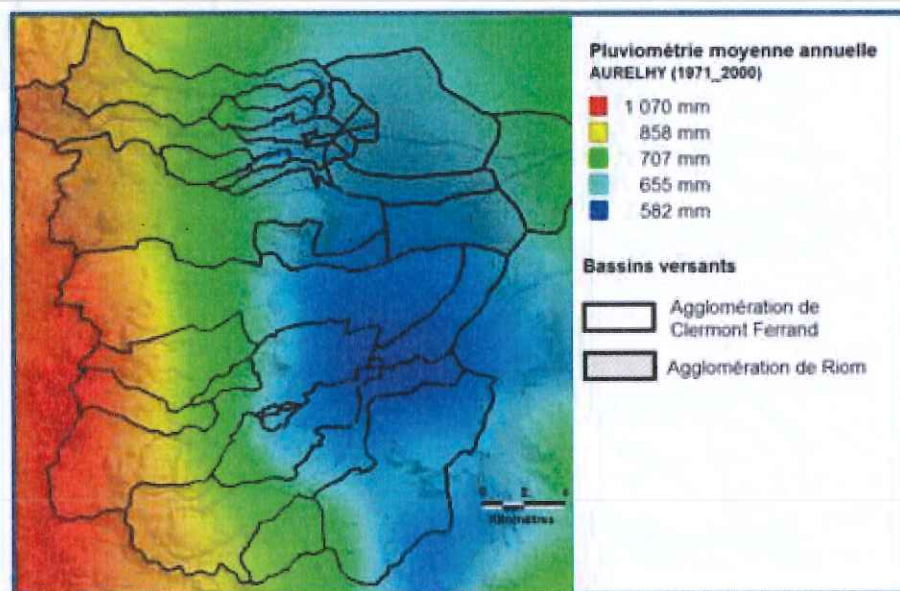 Pluviométrie moyenne annuelle
AURELHY (1971_2000)
1 070 mm
858 mm
707 mm
655 mm
582 mm
Bassins versants
Agglomération de
Clermont Ferrand
Agglomération de Riom
Kilomètres